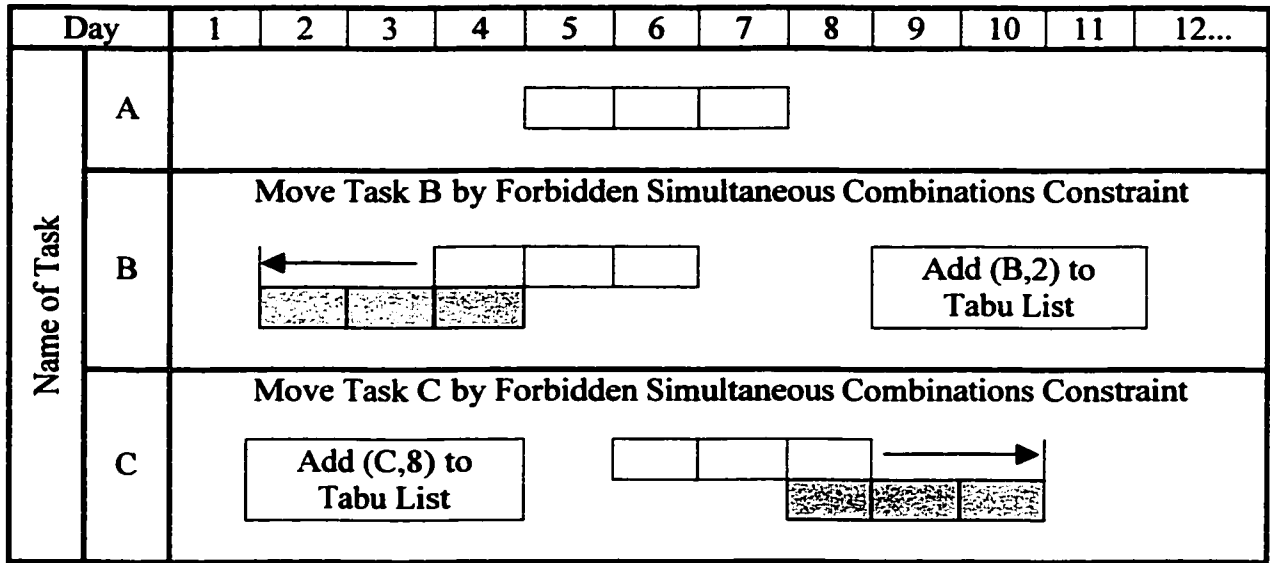 Day 1 2 3 4 5 6 7 8 9 10 11 12...
Name of Task
A
Move Task B by Forbidden Simultaneous Combinations Constraint
B
Add (B,2) to
Tabu List
Move Task C by Forbidden Simultaneous Combinations Constraint
C
Add (C,8) to
Tabu List